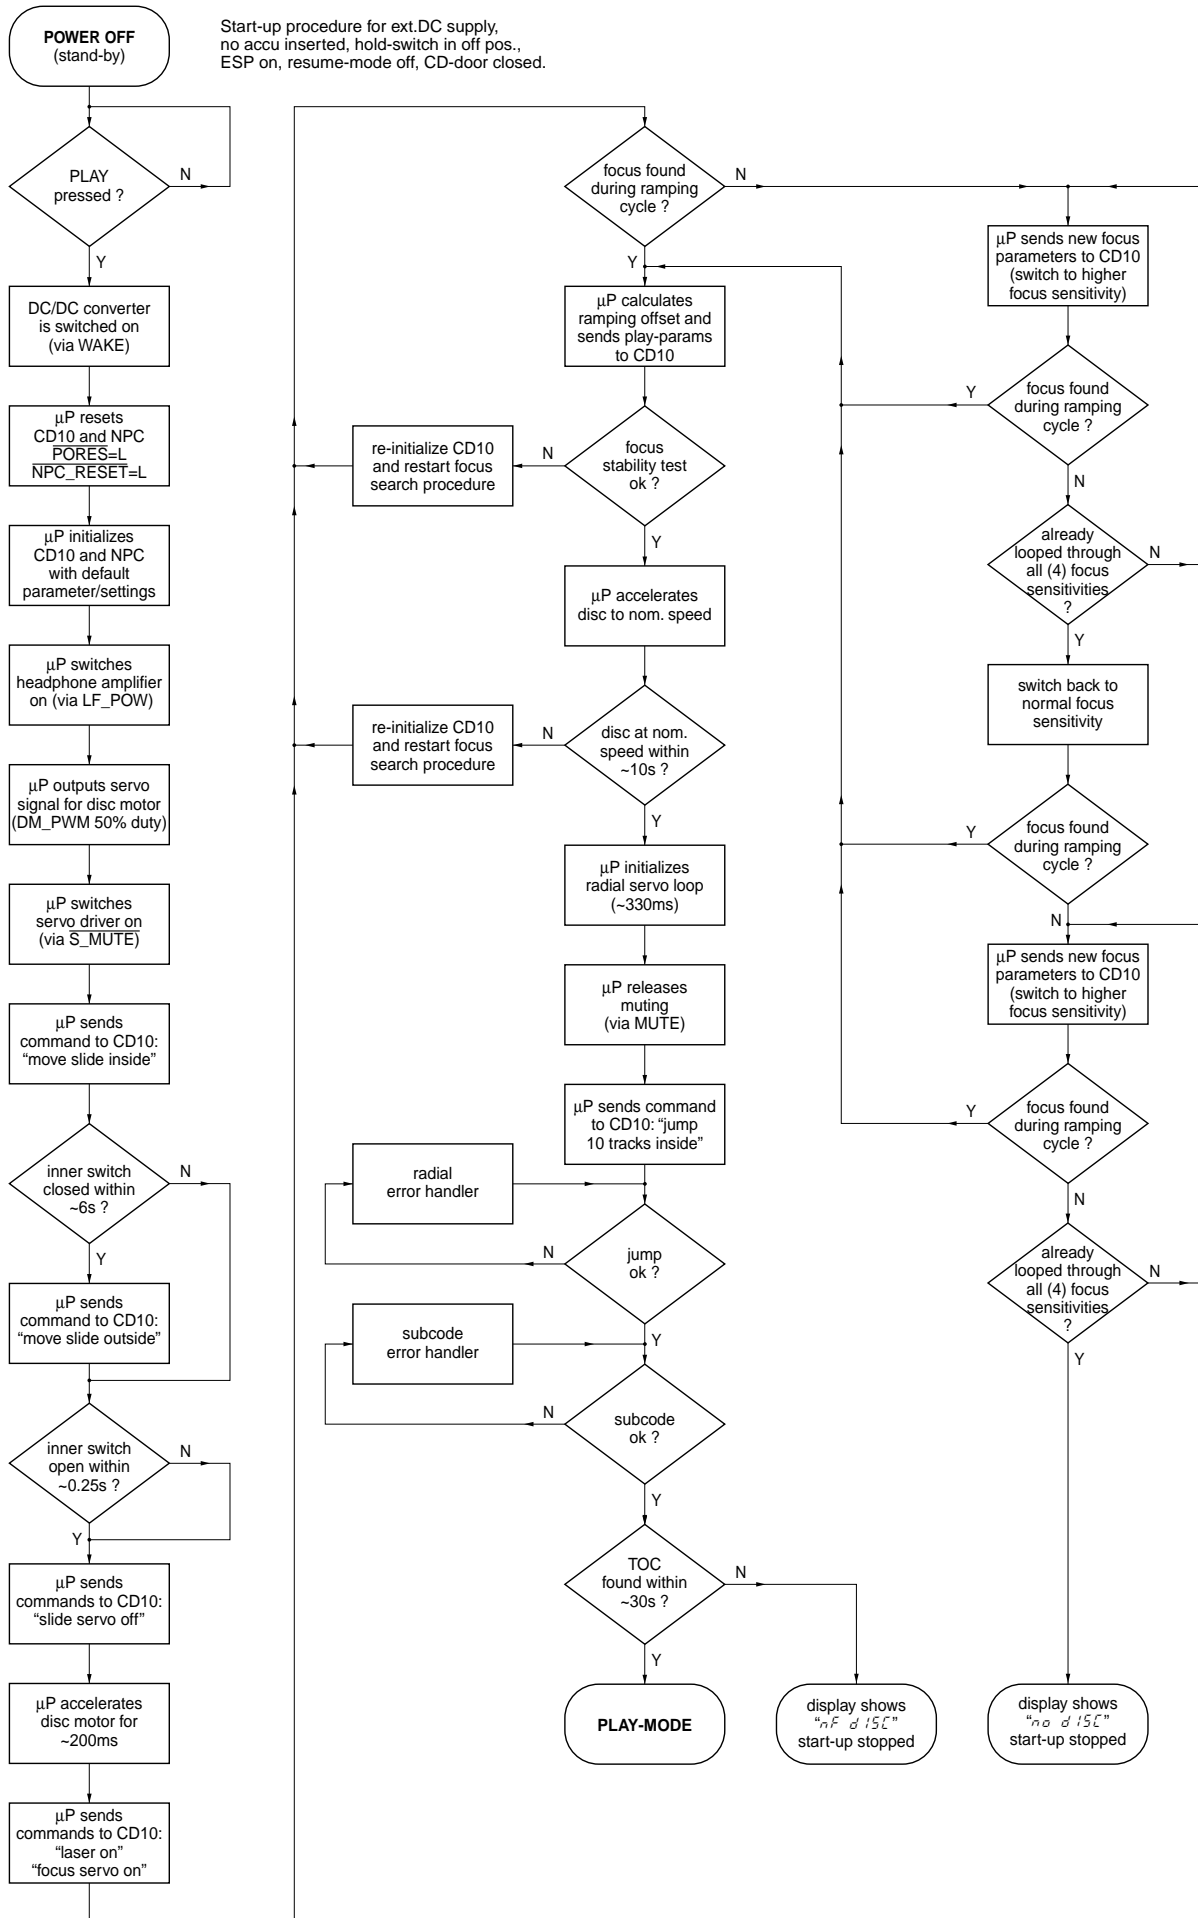 POWER OFF
(stand-by)
Start-up procedure for ext.DC supply,
no accu inserted, hold-switch in off pos.,
ESP on, resume-mode off, CD-door closed.
PLAY
pressed ?
N
Y
DC/DC converter
is switched on
(via WAKE)
µP resets
CD10 and NPC
PORES=L
NPC_RESET=L
µP initializes
CD10 and NPC
with default
parameter/settings
µP switches
headphone amplifier
on (via LF_POW)
µP outputs servo
signal for disc motor
(DM_PWM 50% duty)
µP switches
servo driver on
(via S_MUTE)
µP sends
command to CD10:
“move slide inside”
inner switch
closed within
~6s ?
N
Y
µP sends
command to CD10:
“move slide outside”
inner switch
open within
~0.25s ?
N
Y
µP sends
commands to CD10:
“slide servo off”
µP accelerates
disc motor for
~200ms
µP sends
commands to CD10:
“laser on”
“focus servo on”
focus found
during ramping
cycle ?
N
Y
µP calculates
ramping offset and
sends play-params
to CD10
focus
stability test
ok ?
N
re-initialize CD10
and restart focus
search procedure
Y
µP accelerates
disc to nom. speed
disc at nom.
speed within
~10s ?
N
re-initialize CD10
and restart focus
search procedure
Y
µP initializes
radial servo loop
(~330ms)
µP releases
muting
(via MUTE)
µP sends command
to CD10: “jump
10 tracks inside”
radial
error handler
jump
ok ?
N
Y
subcode
error handler
subcode
ok ?
N
Y
TOC
found within
~30s ?
N
Y
PLAY-MODE
display shows
“nF dISC”
start-up stopped
µP sends new focus
parameters to CD10
(switch to higher
focus sensitivity)
focus found
during ramping
cycle ?
Y
N
already
looped through
all (4) focus
sensitivities
?
N
Y
switch back to
normal focus
sensitivity
focus found
during ramping
cycle ?
Y
N
µP sends new focus
parameters to CD10
(switch to higher
focus sensitivity)
focus found
during ramping
cycle ?
Y
N
already
looped through
all (4) focus
sensitivities
?
N
Y
display shows
“no dISC”
start-up stopped